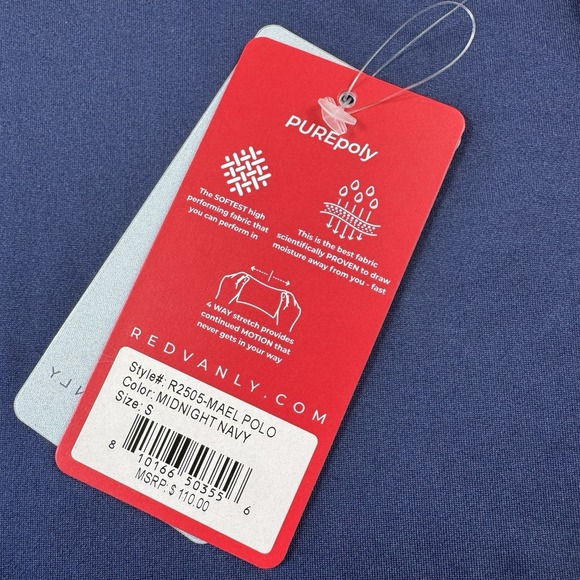 PUREpoly
The SOFTEST high
performing fabric that
you can perform in
This is the best fabric
scientifically PROVEN to draw
moisture away from you - fast
4 WAY stretch provides
continued MOTION that
never gets in your way
REDVANLY.COM
Style#: R2505-MAEL POLO
Color: MIDNIGHT NAVY
Size: S
8 10166 50355 6
MSRP: $ 110.00